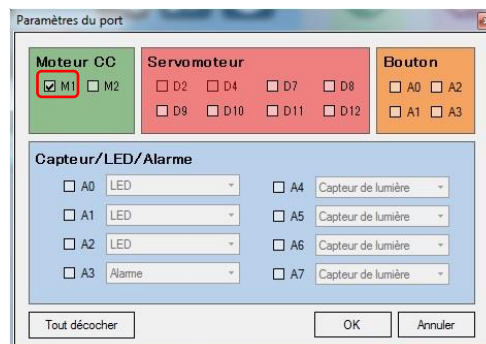 Paramètres du port
Moteur CC
M1 M2
Servomoteur
D2 D4 D7 D8
D9 D10 D11 D12
Bouton
A0 A2
A1 A3
Capteur/LED/Alarme
A0 LED
A1 LED
A2 LED
A3 Alarme
A4 Capteur de lumière
A5 Capteur de lumière
A6 Capteur de lumière
A7 Capteur de lumière
Tout décocher
OK
Annuler